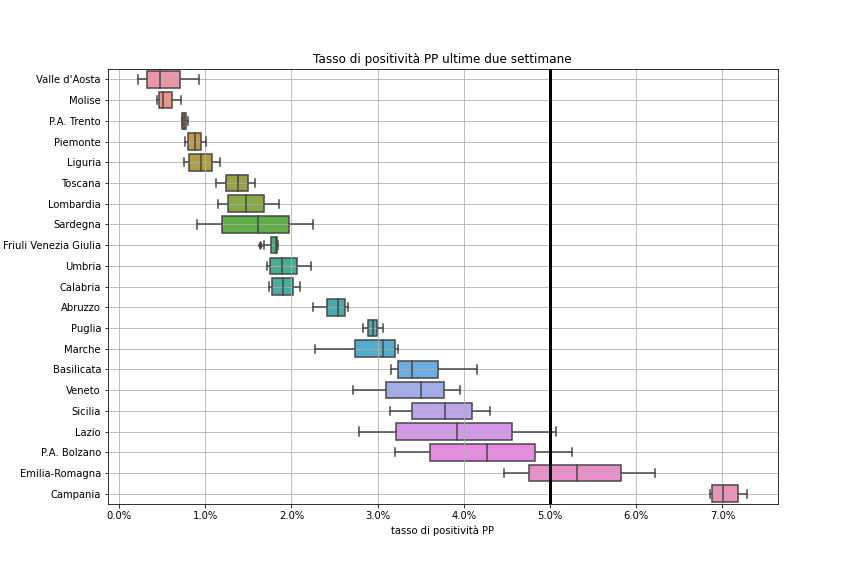 Tasso di positività PP ultime due settimane
Valle d'Aosta
Molise
P.A. Trento
Piemonte
Liguria
Toscana
Lombardia
Sardegna
Friuli Venezia Giulia
Umbria
Calabria
Abruzzo
Puglia
Marche
Basilicata
Veneto
Sicilia
Lazio
P.A. Bolzano
Emilia-Romagna
Campania
0.0% 1.0% 2.0% 3.0% 4.0% 5.0% 6.0% 7.0%
tasso di positività PP